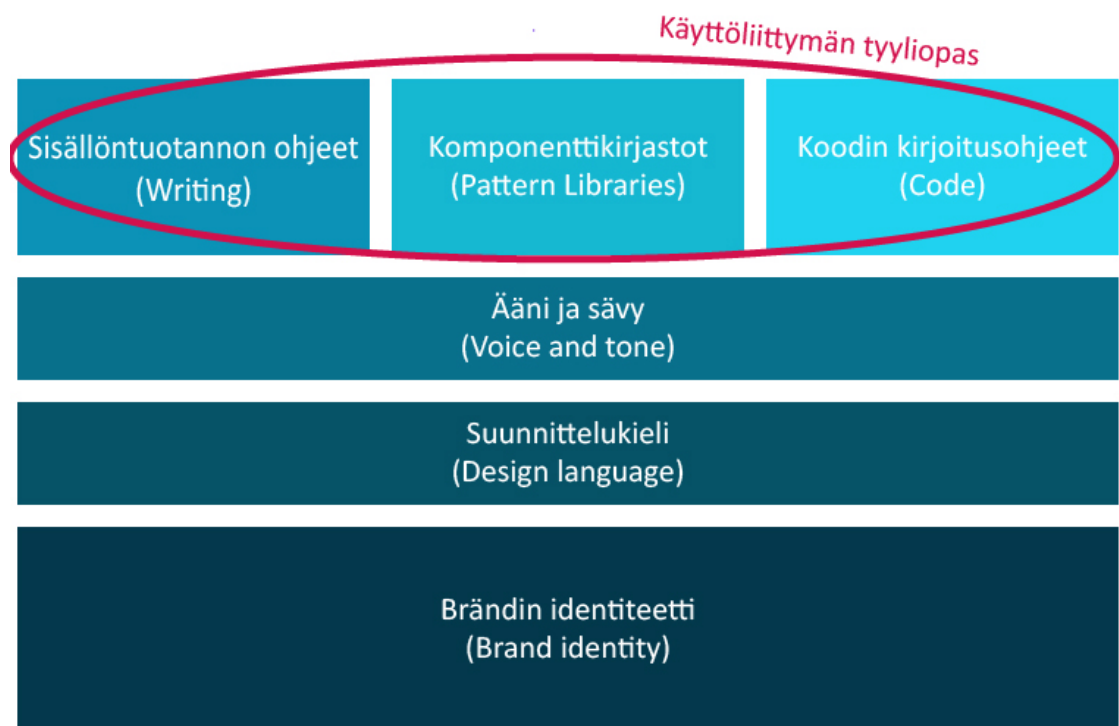 Käyttöliittymän tyyliopas
Sisällöntuotannon ohjeet
(Writing)
Komponenttikirjastot
(Pattern Libraries)
Koodin kirjoitusohjeet
(Code)
Ääni ja sävy
(Voice and tone)
Suunnittelukieli
(Design language)
Brändin identiteetti
(Brand identity)